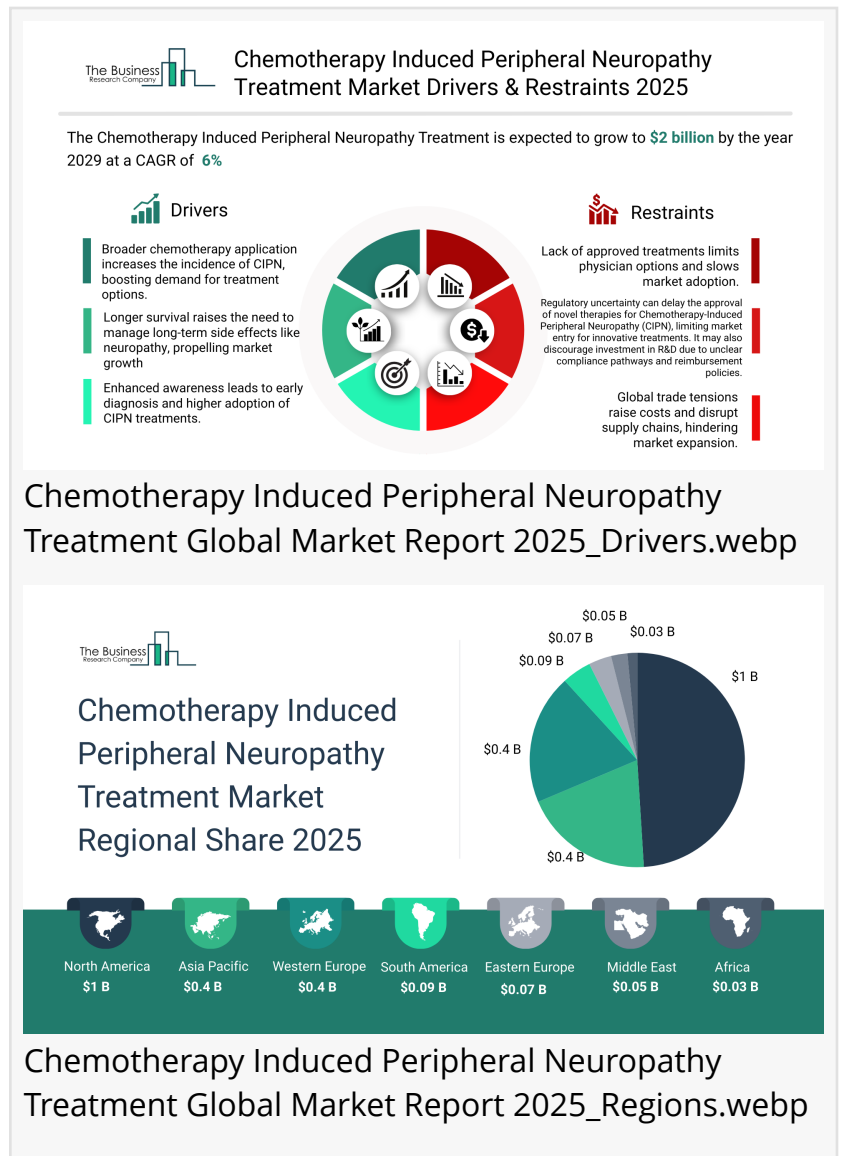 The Business
Research Company
Chemotherapy Induced Peripheral Neuropathy
Treatment Market Drivers & Restraints 2025
The Chemotherapy Induced Peripheral Neuropathy Treatment is expected to grow to $2 billion by the year
2029 at a CAGR of 6%
Drivers
Broader chemotherapy application
increases the incidence of CIPN,
boosting demand for treatment
options.
Longer survival raises the need to
manage long-term side effects like
neuropathy, propelling market
growth
Enhanced awareness leads to early
diagnosis and higher adoption of
CIPN treatments.
$
$
Restraints
Lack of approved treatments limits
physician options and slows
market adoption.
Regulatory uncertainty can delay the approval
of novel therapies for Chemotherapy-Induced
Peripheral Neuropathy (CIPN), limiting market
entry for innovative treatments. It may also
discourage investment in R&D due to unclear
compliance pathways and reimbursement
policies.
Global trade tensions
raise costs and disrupt
supply chains, hindering
market expansion.
Chemotherapy Induced Peripheral Neuropathy
Treatment Global Market Report 2025_Drivers.webp
The Business
Research Company
Chemotherapy Induced
Peripheral Neuropathy
Treatment Market
Regional Share 2025
$0.05 B
$0.03 B
$0.07 B
$0.09 B
$1 B
$0.4 B
$0.4 B
North America
$1 B
Asia Pacific
$0.4 B
Western Europe
$0.4 B
South America
$0.09 B
Eastern Europe
$0.07 B
Middle East
$0.05 B
Africa
$0.03 B
Chemotherapy Induced Peripheral Neuropathy
Treatment Global Market Report 2025_Regions.webp